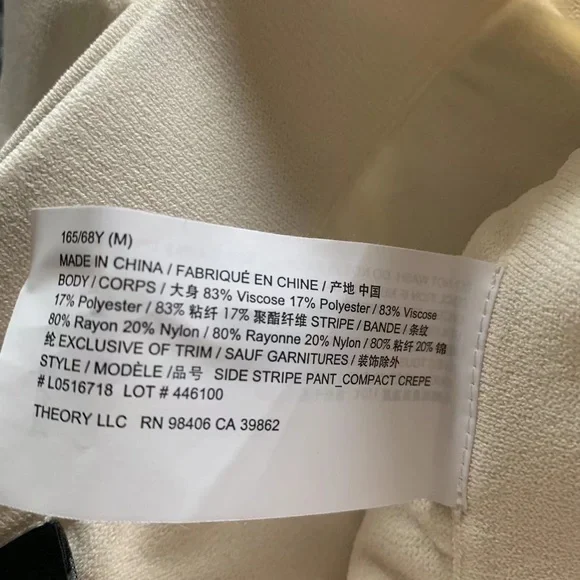 165/68Y (M)
MADE IN CHINA / FABRIQUÉ EN CHINE / 产地 中国
BODY / CORPS / 大身 83% Viscose 17% Polyester / 83% Viscose
17% Polyester / 83% 粘纤 17% 聚酯纤维 STRIPE / BANDE / 条纹
80% Rayon 20% Nylon / 80% Rayonne 20% Nylon / 80% 粘纤 20% 锦
纶 EXCLUSIVE OF TRIM / SAUF GARNITURES / 装饰除外
STYLE / MODÈLE /品号 SIDE STRIPE PANT_COMPACT CREPE
# L0516718 LOT # 446100
THEORY LLC RN 98406 CA 39862